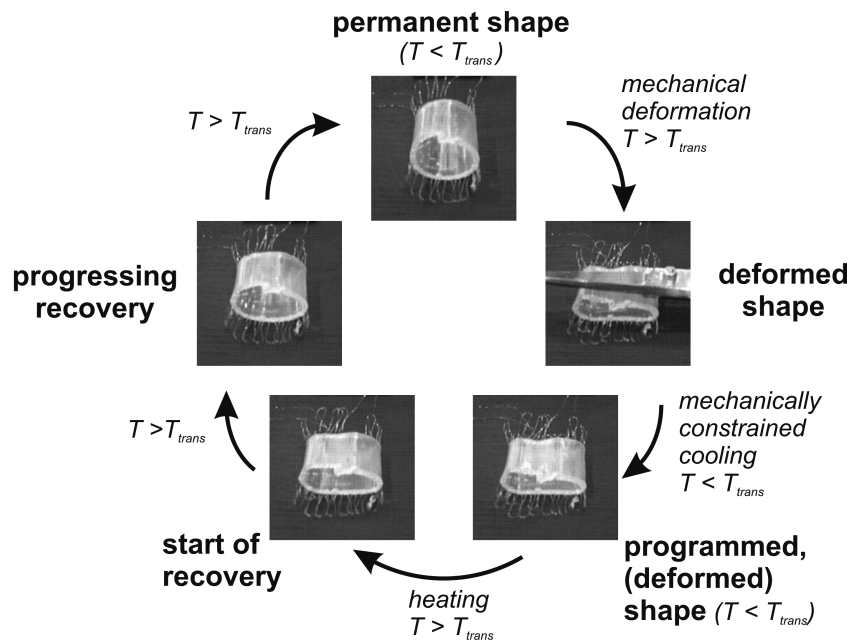 permanent shape
(T < Ttrans)
mechanical
deformation
T > Ttrans
deformed
shape
mechanically
constrained
cooling
T < Ttrans
programmed,
(deformed)
shape (T < Ttrans)
heating
T > Ttrans
start of
recovery
T >Ttrans
progressing
recovery
T > Ttrans